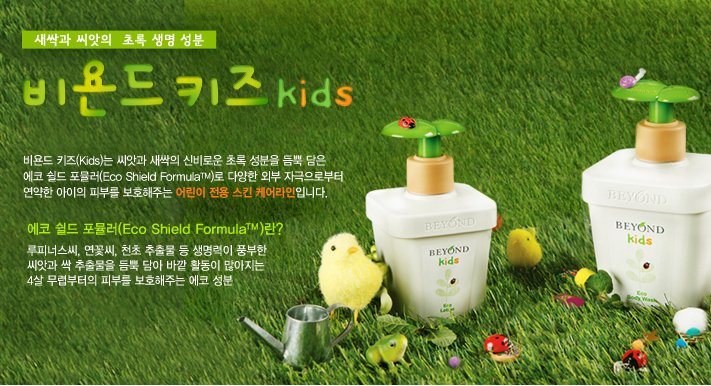 새싹과 씨앗의 초록 생명 성분
비욘드 키즈 kids
비욘드 키즈(Kids)는 씨앗과 새싹의 신비로운 초록 성분을 듬뿍 담은
에코 쉴드 포뮬러(Eco Shield Formula™)로 다양한 외부 자극으로부터
연약한 아이의 피부를 보호해주는 어린이 전용 스킨 케어라인입니다.
에코 쉴드 포뮬러(Eco Shield Formula™)란?
루피너스씨, 연꽃씨, 천초 추출물 등 생명력이 풍부한
씨앗과 싹 추출물을 듬뿍 담아 바깥 활동이 많아지는
4살 무렵부터의 피부를 보호해주는 에코 성분
BEYOND
kids
Eco
BEYOND
kids
Eco
Body Wash